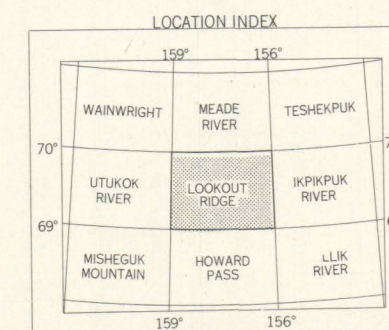 LOCATION INDEX
159° 156°
WAINWRIGHT
MEADE
RIVER
TESHEKPUK
70°
UTUKOK
RIVER
LOOKOUT
RIDGE
IKPIKPUK
RIVER
69°
MISHEGUK
MOUNTAIN
HOWARD
PASS
LLIK
RIVER
159° 156°